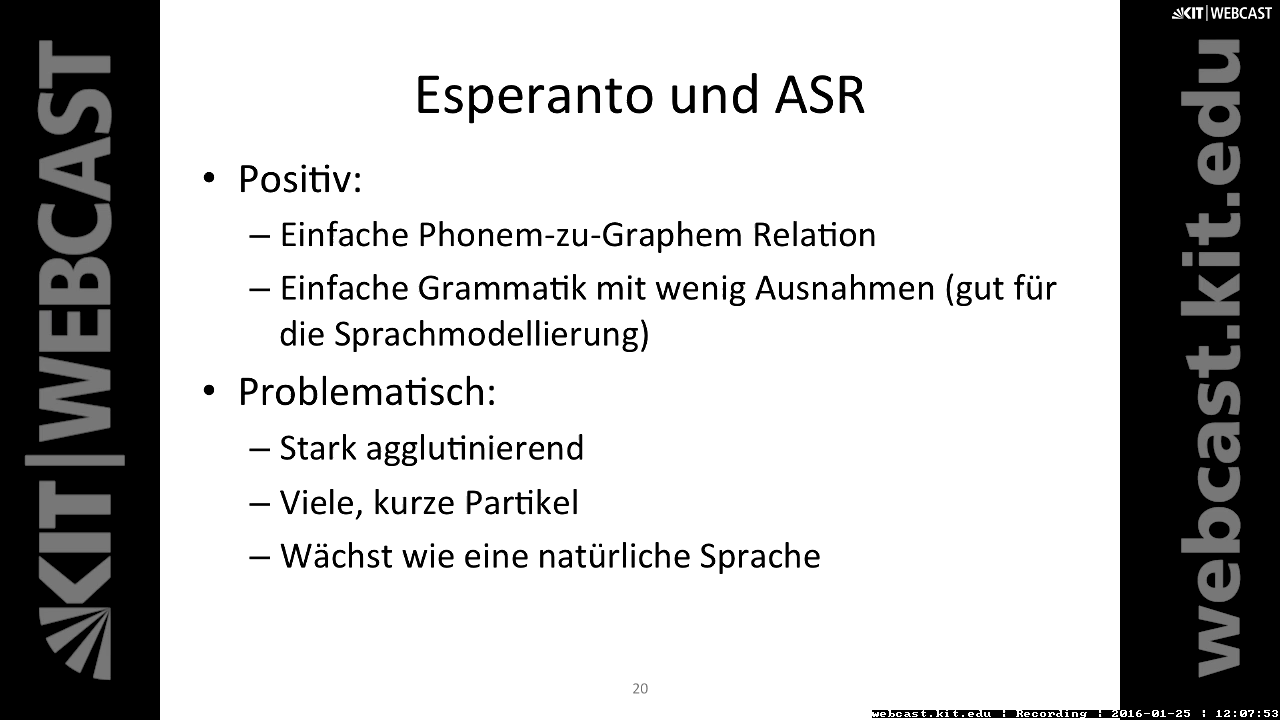 KIT | WEBCAST
Esperanto und ASR
• Positiv:
– Einfache Phonem-zu-Graphem Relation
– Einfache Grammatik mit wenig Ausnahmen (gut für
die Sprachmodellierung)
• Problematisch:
– Stark agglutinierend
– Viele, kurze Partikel
– Wächst wie eine natürliche Sprache
20
KIT | WEBCAST
webcast.kit.edu
webcast.kit.edu | Recording | 2016-01-25 | 12:07:53